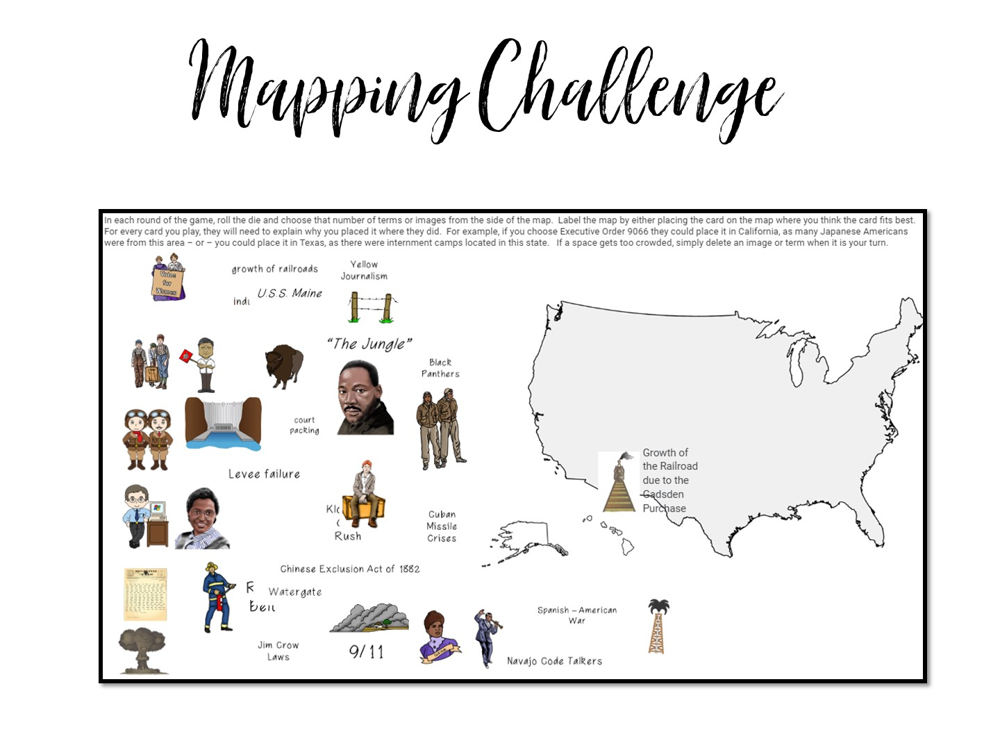 Mapping Challenge
In each round of the game, roll the die and choose that number of terms or images from the side of the map.  Label the map by either placing the card on the map where you think the card fits best.
For every card you play, they will need to explain why you placed it where they did.  For example, if you choose Executive Order 9066 they could place it in California, as many Japanese Americans
were from this area – or – you could place it in Texas, as there were internment camps located in this state.   If a space gets too crowded, simply delete an image or term when it is your turn.
Votes
for
Women
growth of railroads
Yellow
Journalism
U.S.S. Maine
indi
"The Jungle"
Black
Panthers
court
packing
Growth of
the Railroad
due to the
Gadsden
Purchase
Levee failure
Klo
Rush
Cuban
Missile
Crises
Chinese Exclusion Act of 1882
Watergate
Spanish – American
War
Jim Crow
Laws
9/11
Navajo Code Talkers